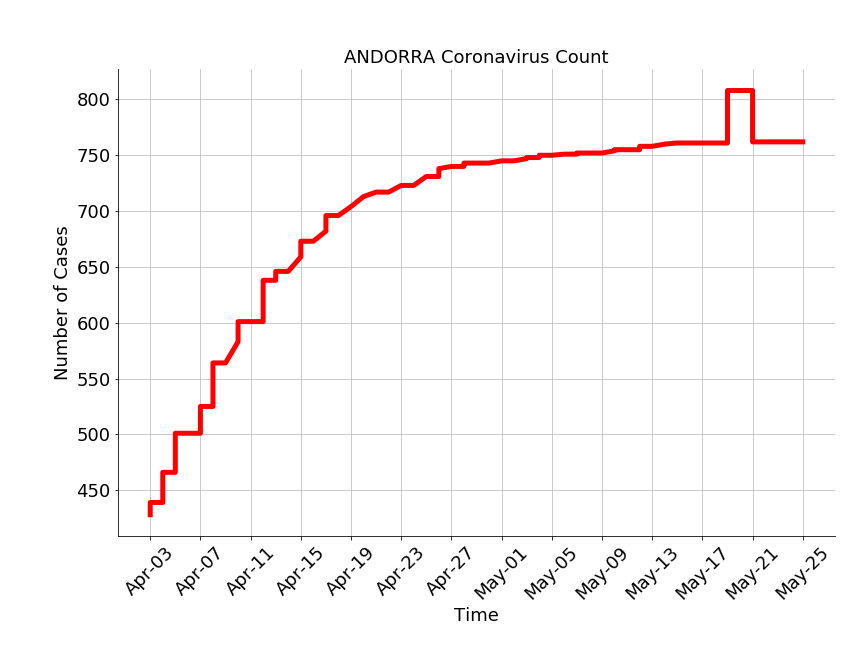 ANDORRA Coronavirus Count
Number of Cases
800
750
700
650
600
550
500
450
Apr-03
Apr-07
Apr-11
Apr-15
Apr-19
Apr-23
Apr-27
May-01
May-05
May-09
May-13
May-17
May-21
May-25
Time